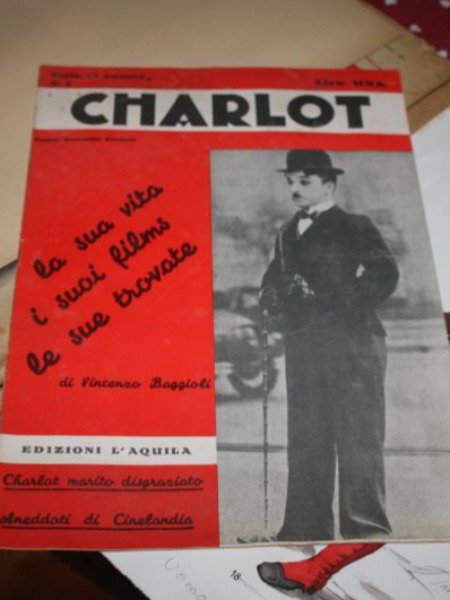 Lire UNA
CHARLOT
la sua vita
i suoi films
le sue trovate
di Vincenzo Baggioli
EDIZIONI L'AQUILA
Charlot marito disgraziato
Aneddoti di Cinelandia
18